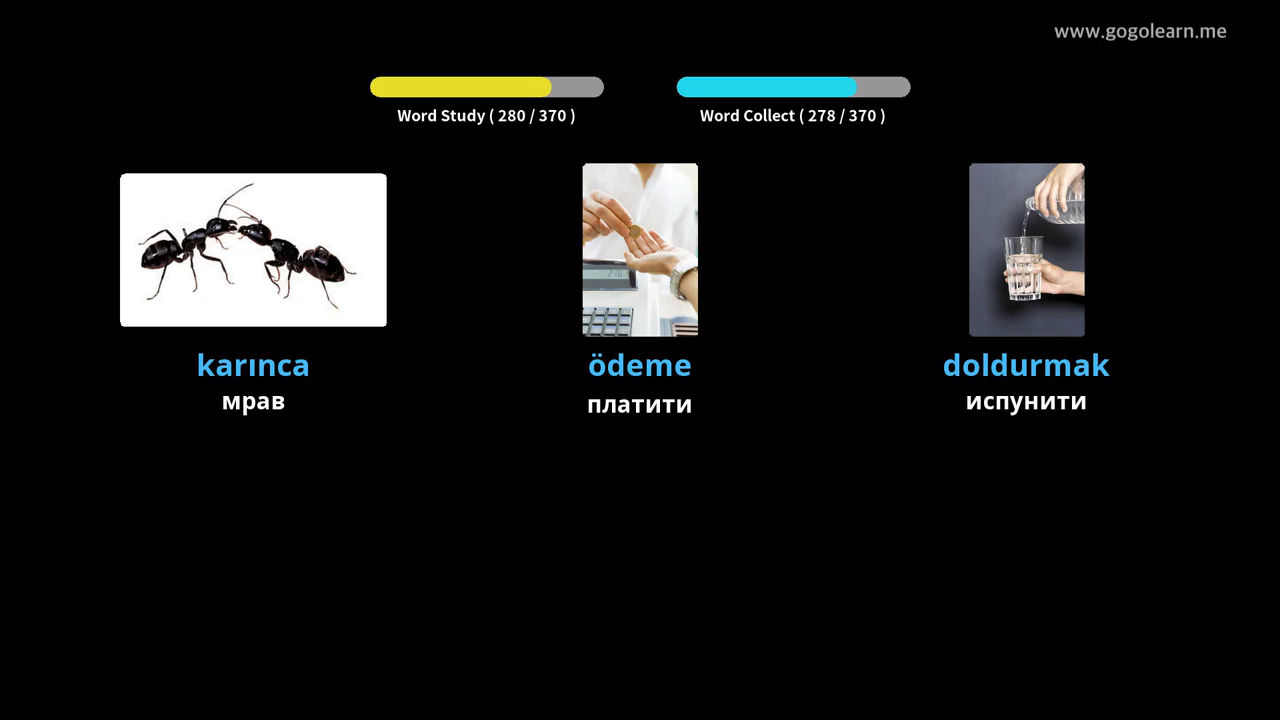 www.gogolearn.me
Word Study ( 280 / 370 )
Word Collect ( 278 / 370 )
karınca
ödeme
doldurmak
мрав
платити
испунити